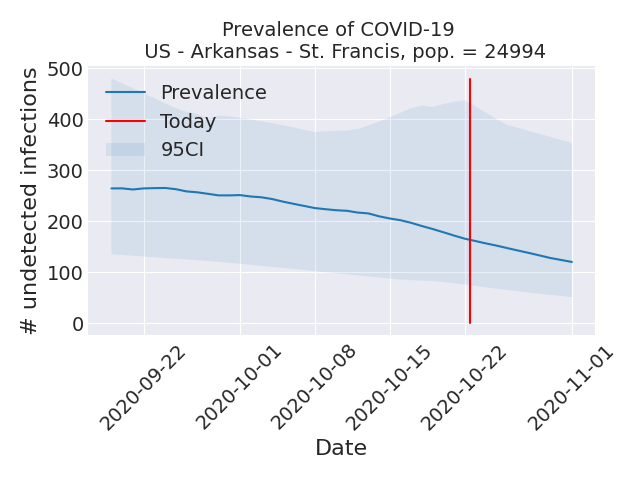 Prevalence of COVID-19
US - Arkansas - St. Francis, pop. = 24994
# undetected infections
500
400
300
200
100
0
Prevalence
Today
95CI
2020-09-22
2020-10-01
2020-10-08
2020-10-15
2020-10-22
2020-11-01
Date